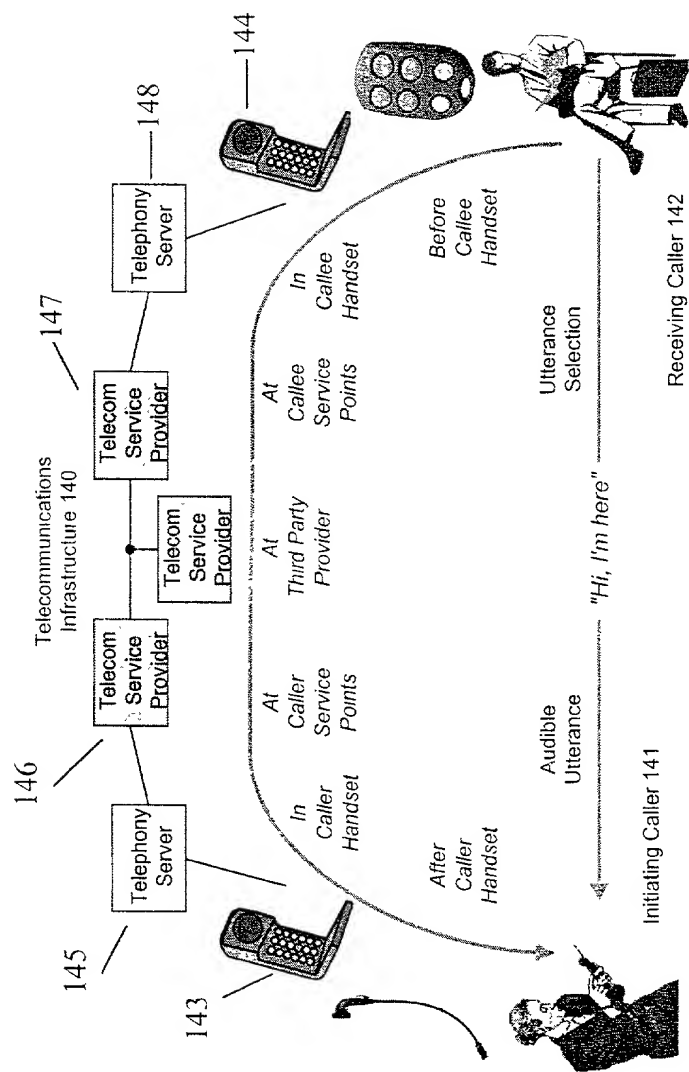 Telecommunications
Infrastructure 140
146
147
145
148
143
144
Telephony
Server
Telecom
Service
Provider
Telecom
Service
Provider
Telecom
Service
Provider
Telephony
Server
In
Caller
Handset
At
Caller
Service
Points
At
Third Party
Provider
At
Callee
Service
Points
In
Callee
Handset
After
Caller
Handset
Before
Callee
Handset
Audible
Utterance
"Hi, I'm here"
Utterance
Selection
Initiating Caller 141
Receiving Caller 142